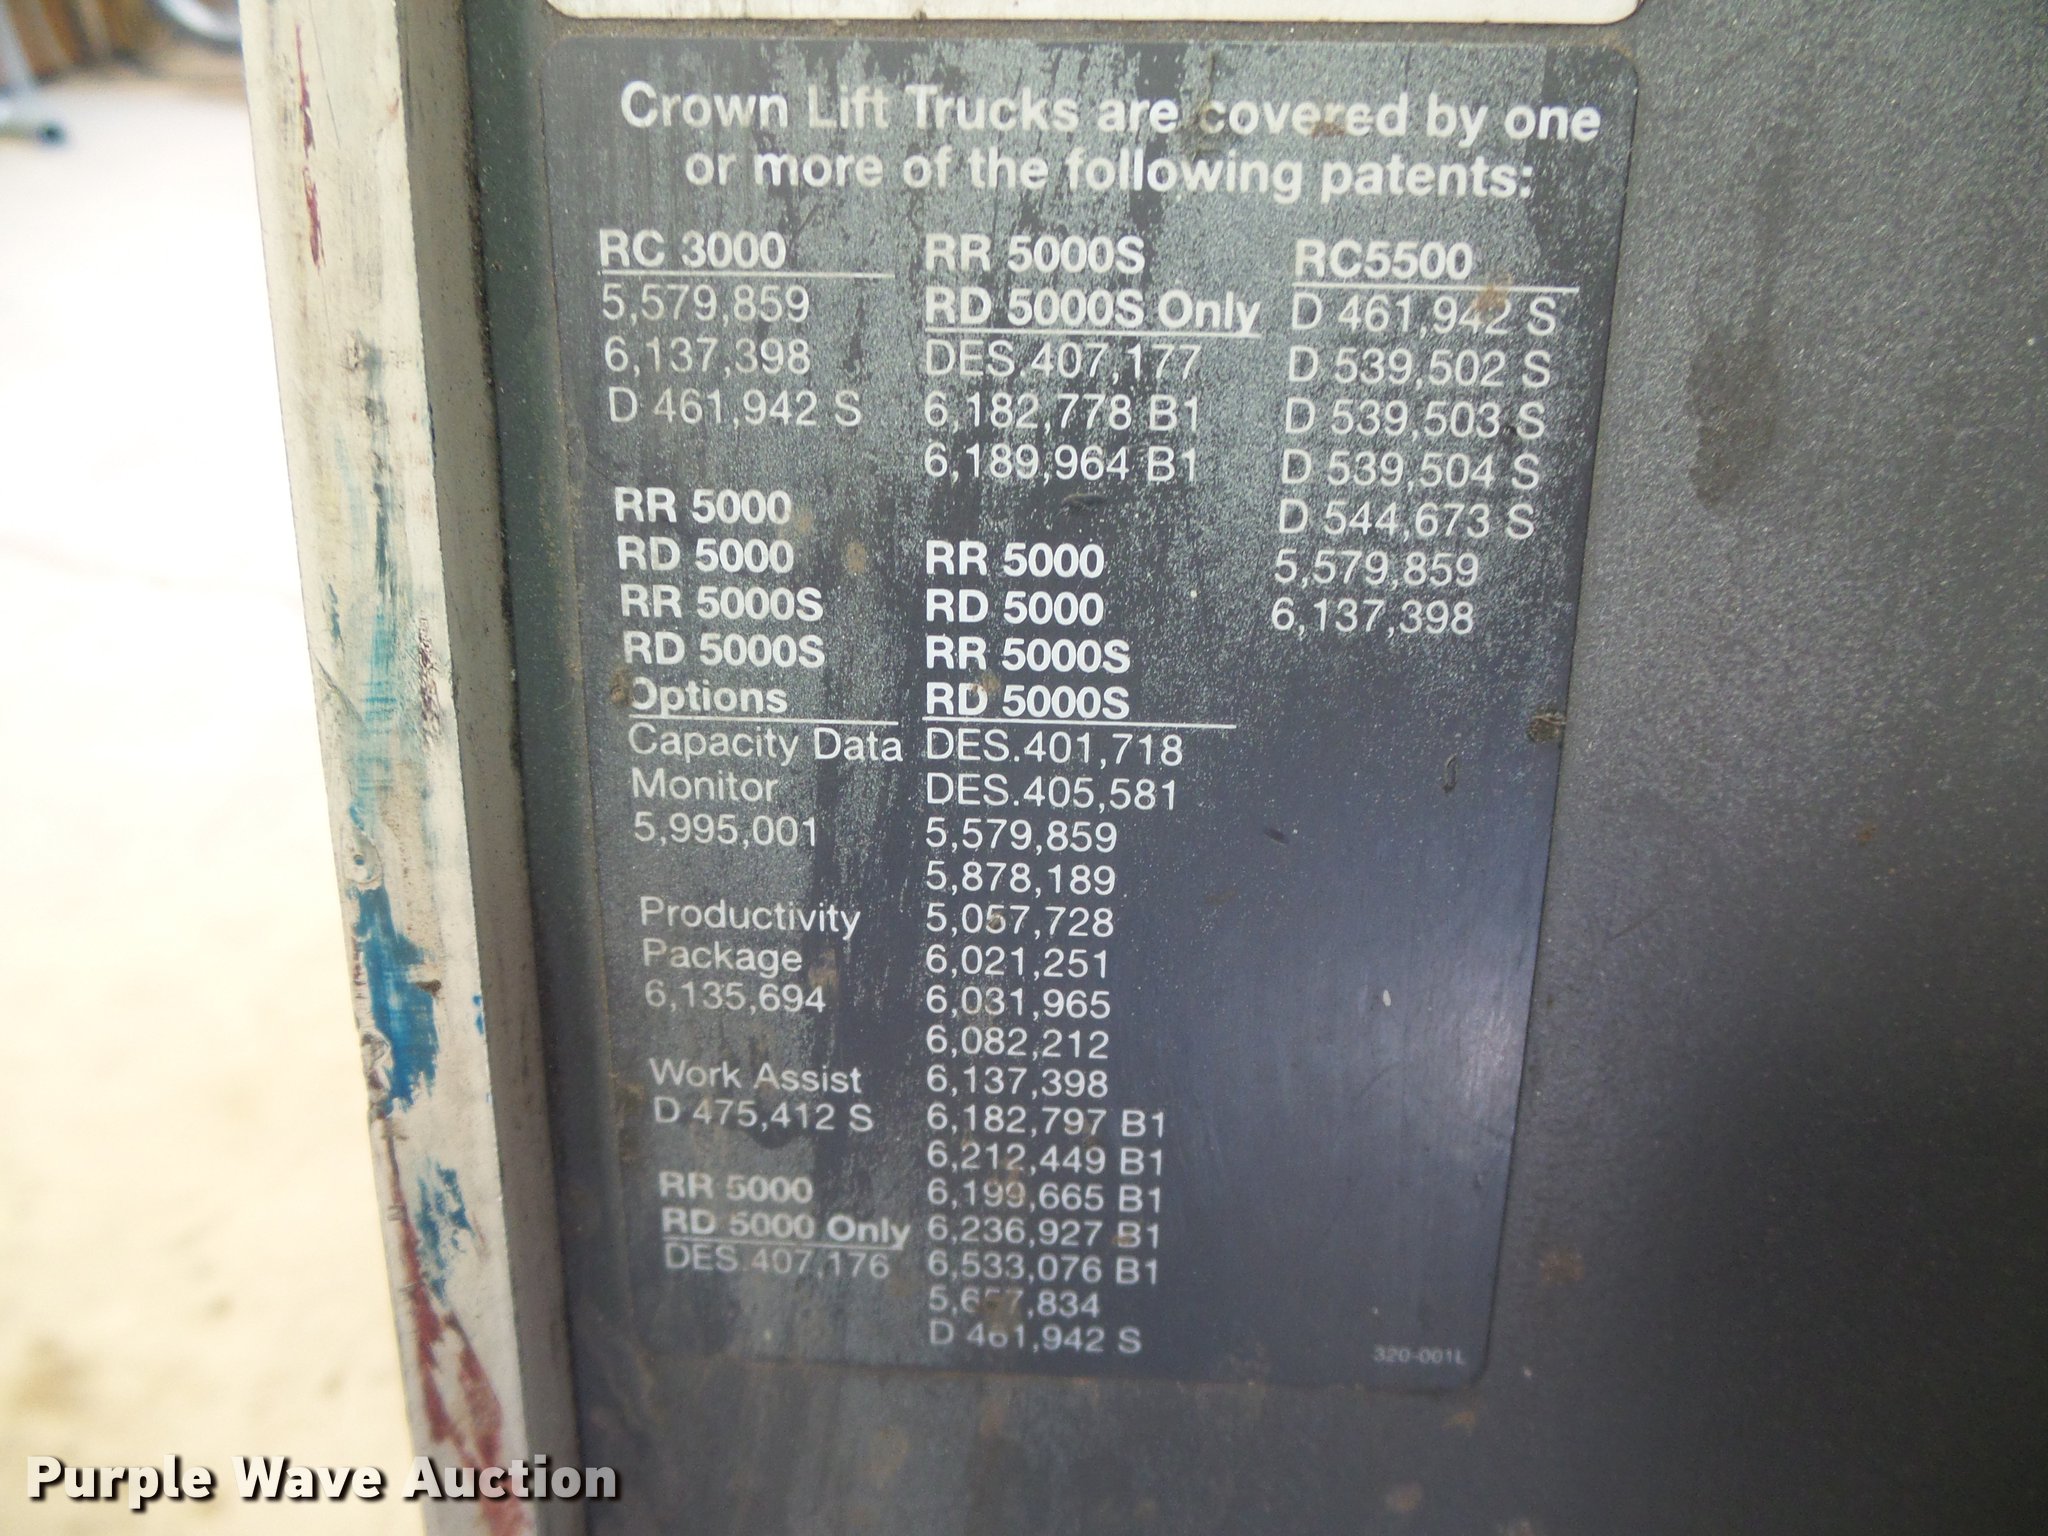 Crown Lift Trucks are covered by one
or more of the following patents:
RC 3000
5,579,859
6,137,398
D 461,942 S
RR 5000
RD 5000
RR 5000S
RD 5000S
Options
Capacity Data
Monitor
5,995,001
Productivity
Package
6,135,694
Work Assist
D 475,412 S
RR 5000
RD 5000 Only
DES.407,176
RR 5000S
RD 5000S Only
DES.407,177
6,182,778 B1
6,189,964 B1
RR 5000
RD 5000
RR 5000S
RD 5000S
DES.401,718
DES.405,581
5,579,859
5,878,189
5,057,728
6,021,251
6,031,965
6,082,212
6,137,398
6,182,797 B1
6,212,449 B1
6,199,665 B1
6,236,927 B1
6,533,076 B1
5,657,834
D 461,942 S
RC5500
D 461,942 S
D 539,502 S
D 539,503 S
D 539,504 S
D 544,673 S
5,579,859
6,137,398
320-001L
Purple Wave Auction